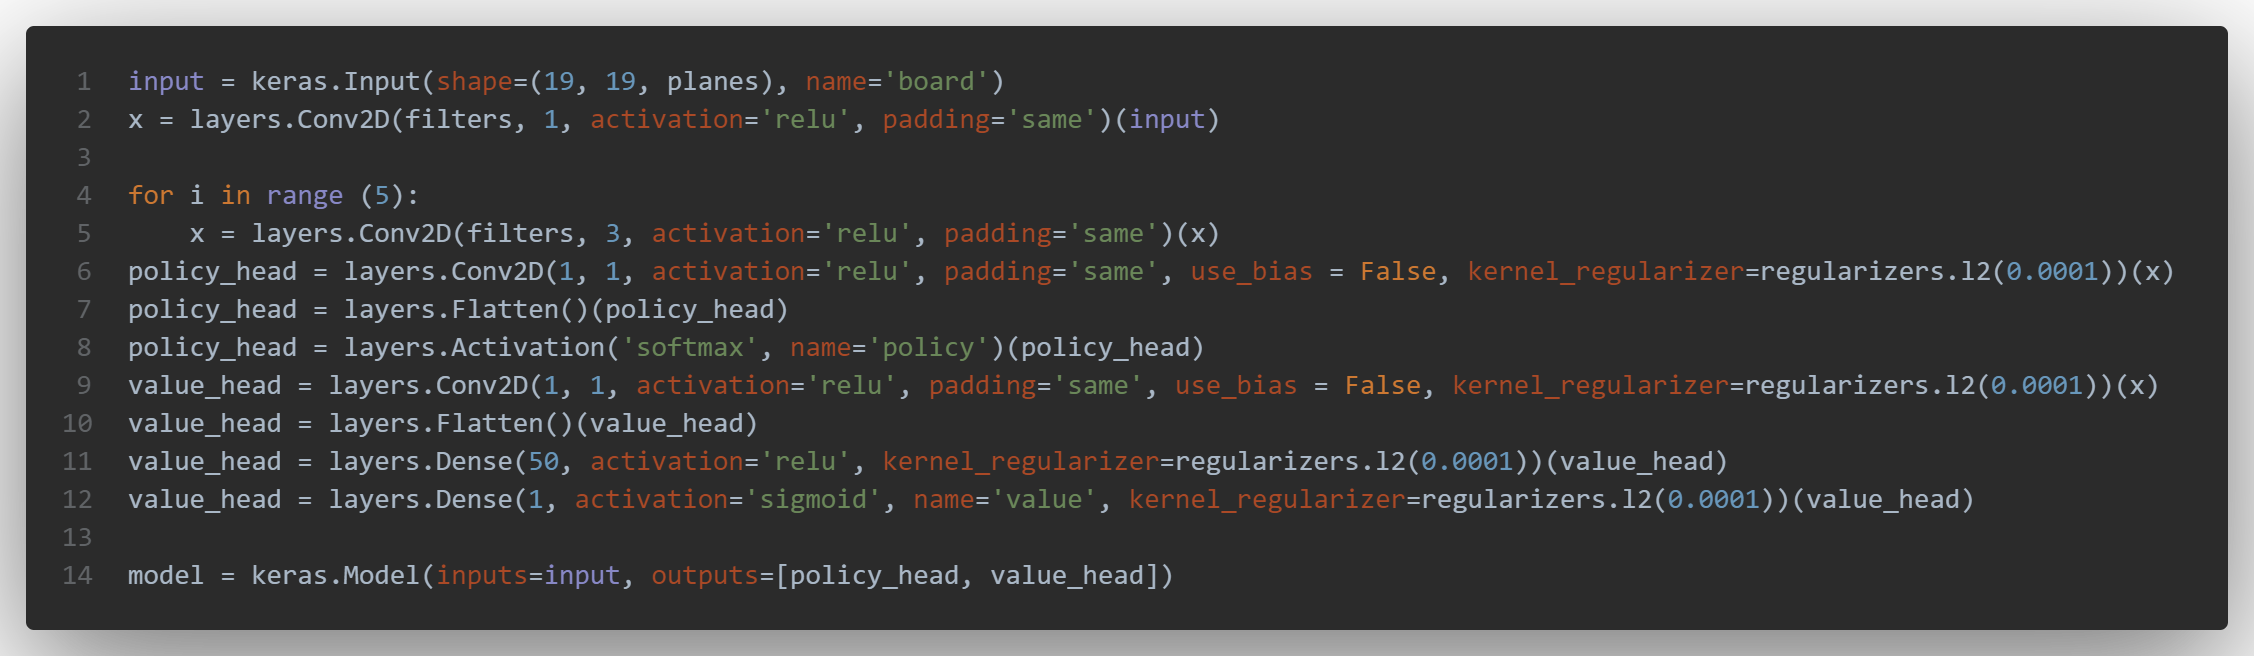 1 input = keras.Input(shape=(19, 19, planes), name='board')
2 x = layers.Conv2D(filters, 1, activation='relu', padding='same')(input)
3
4 for i in range (5):
5     x = layers.Conv2D(filters, 3, activation='relu', padding='same')(x)
6 policy_head = layers.Conv2D(1, 1, activation='relu', padding='same', use_bias = False, kernel_regularizer=regularizers.l2(0.0001))(x)
7 policy_head = layers.Flatten()(policy_head)
8 policy_head = layers.Activation('softmax', name='policy')(policy_head)
9 value_head = layers.Conv2D(1, 1, activation='relu', padding='same', use_bias = False, kernel_regularizer=regularizers.l2(0.0001))(x)
10 value_head = layers.Flatten()(value_head)
11 value_head = layers.Dense(50, activation='relu', kernel_regularizer=regularizers.l2(0.0001))(value_head)
12 value_head = layers.Dense(1, activation='sigmoid', name='value', kernel_regularizer=regularizers.l2(0.0001))(value_head)
13
14 model = keras.Model(inputs=input, outputs=[policy_head, value_head])